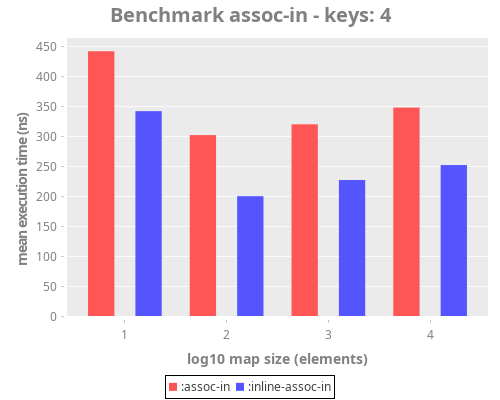 Benchmark assoc-in - keys: 4
mean execution time (ns)
450
400
350
300
250
200
150
100
50
0
1 2 3 4
log10 map size (elements)
:assoc-in :inline-assoc-in